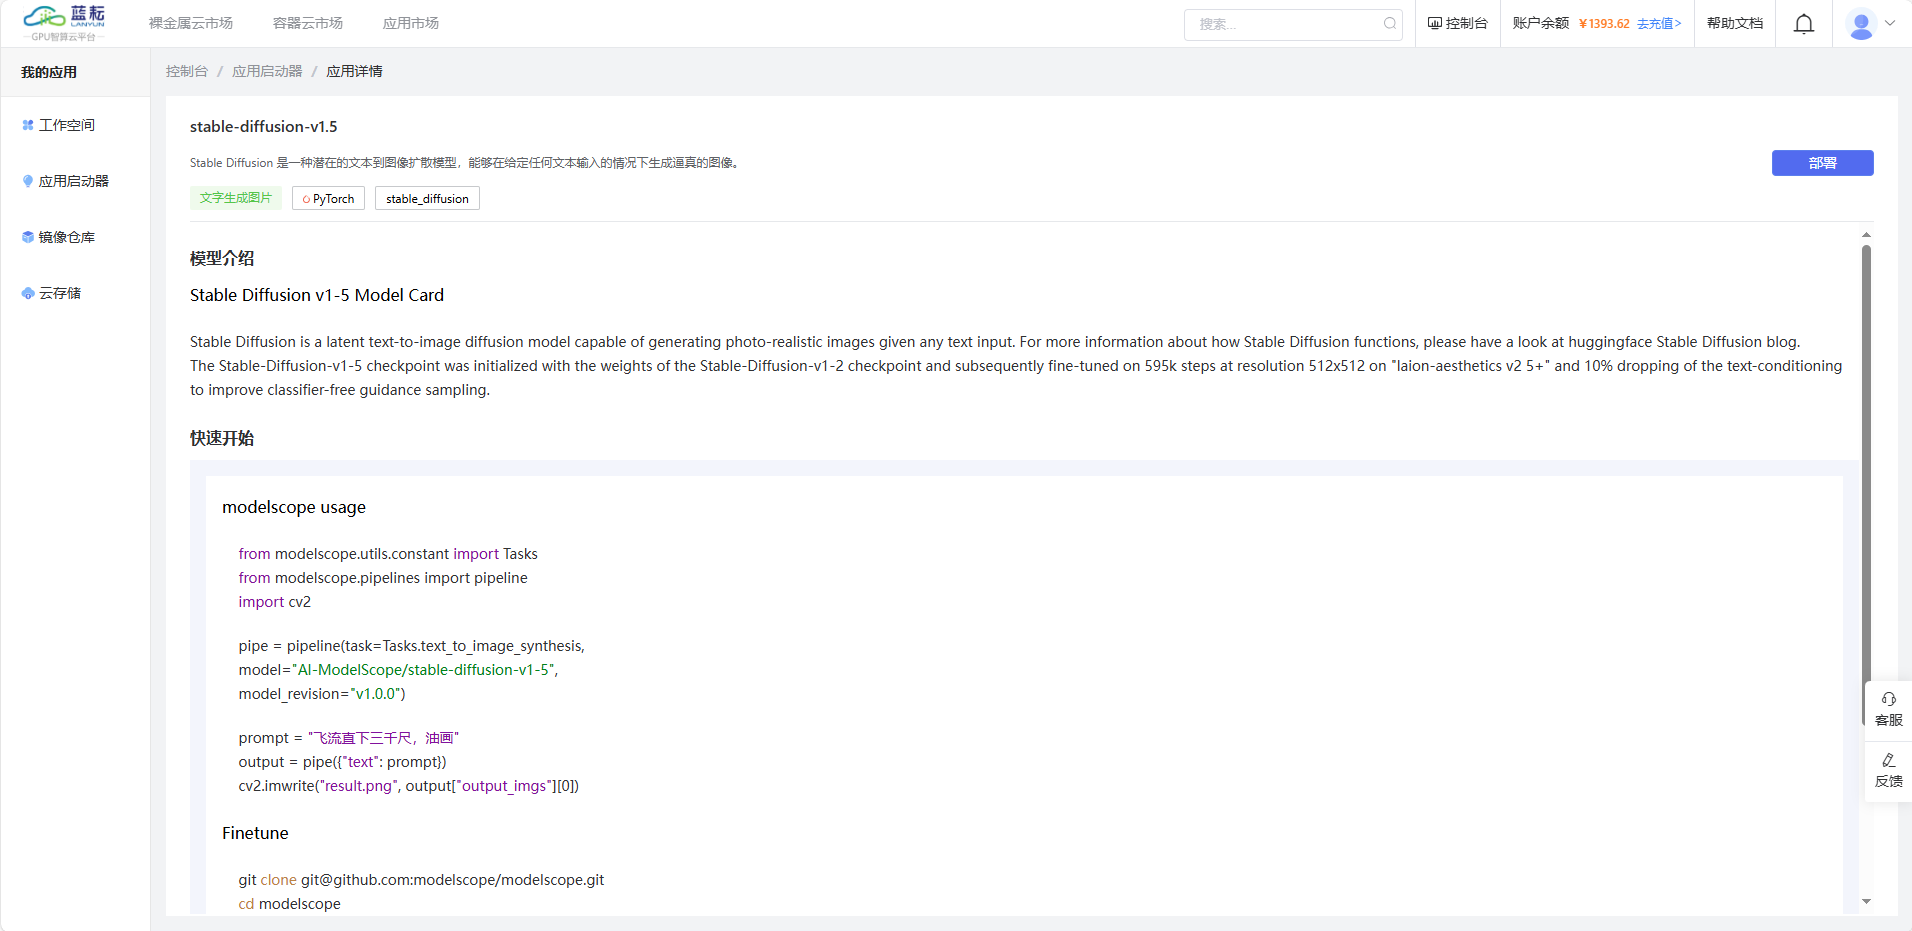 蓝耘
LANYUN
GPU智算云平台
裸金属云市场
容器云市场
应用市场
搜索...
控制台
账户余额 ¥1393.62 去充值>
帮助文档
我的应用
工作空间
应用启动器
镜像仓库
云存储
控制台 / 应用启动器 / 应用详情
stable-diffusion-v1.5
Stable Diffusion 是一种潜在的文本到图像扩散模型，能够在给定任何文本输入的情况下生成逼真的图像。
部署
文字生成图片
PyTorch
stable_diffusion
模型介绍
Stable Diffusion v1-5 Model Card
Stable Diffusion is a latent text-to-image diffusion model capable of generating photo-realistic images given any text input. For more information about how Stable Diffusion functions, please have a look at huggingface Stable Diffusion blog.
The Stable-Diffusion-v1-5 checkpoint was initialized with the weights of the Stable-Diffusion-v1-2 checkpoint and subsequently fine-tuned on 595k steps at resolution 512x512 on "laion-aesthetics v2 5+" and 10% dropping of the text-conditioning
to improve classifier-free guidance sampling.
快速开始
modelscope usage
from modelscope.utils.constant import Tasks
from modelscope.pipelines import pipeline
import cv2
pipe = pipeline(task=Tasks.text_to_image_synthesis,
model="AI-ModelScope/stable-diffusion-v1-5",
model_revision="v1.0.0")
prompt = "飞流直下三千尺，油画"
output = pipe({"text": prompt})
cv2.imwrite("result.png", output["output_imgs"][0])
Finetune
git clone git@github.com:modelscope/modelscope.git
cd modelscope
客服
反馈